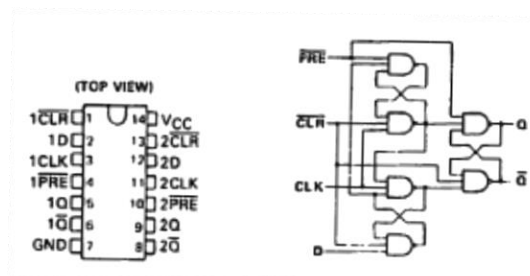 (TOP VIEW)
1CLR 1 14 VCC
1D 2 13 2CLR
1CLK 3 12 2D
1PRE 4 11 2CLK
1Q 5 10 2PRE
1Q 6 9 2Q
GND 7 8 2Q
PRE
CLR
Q
CLK
Q
D